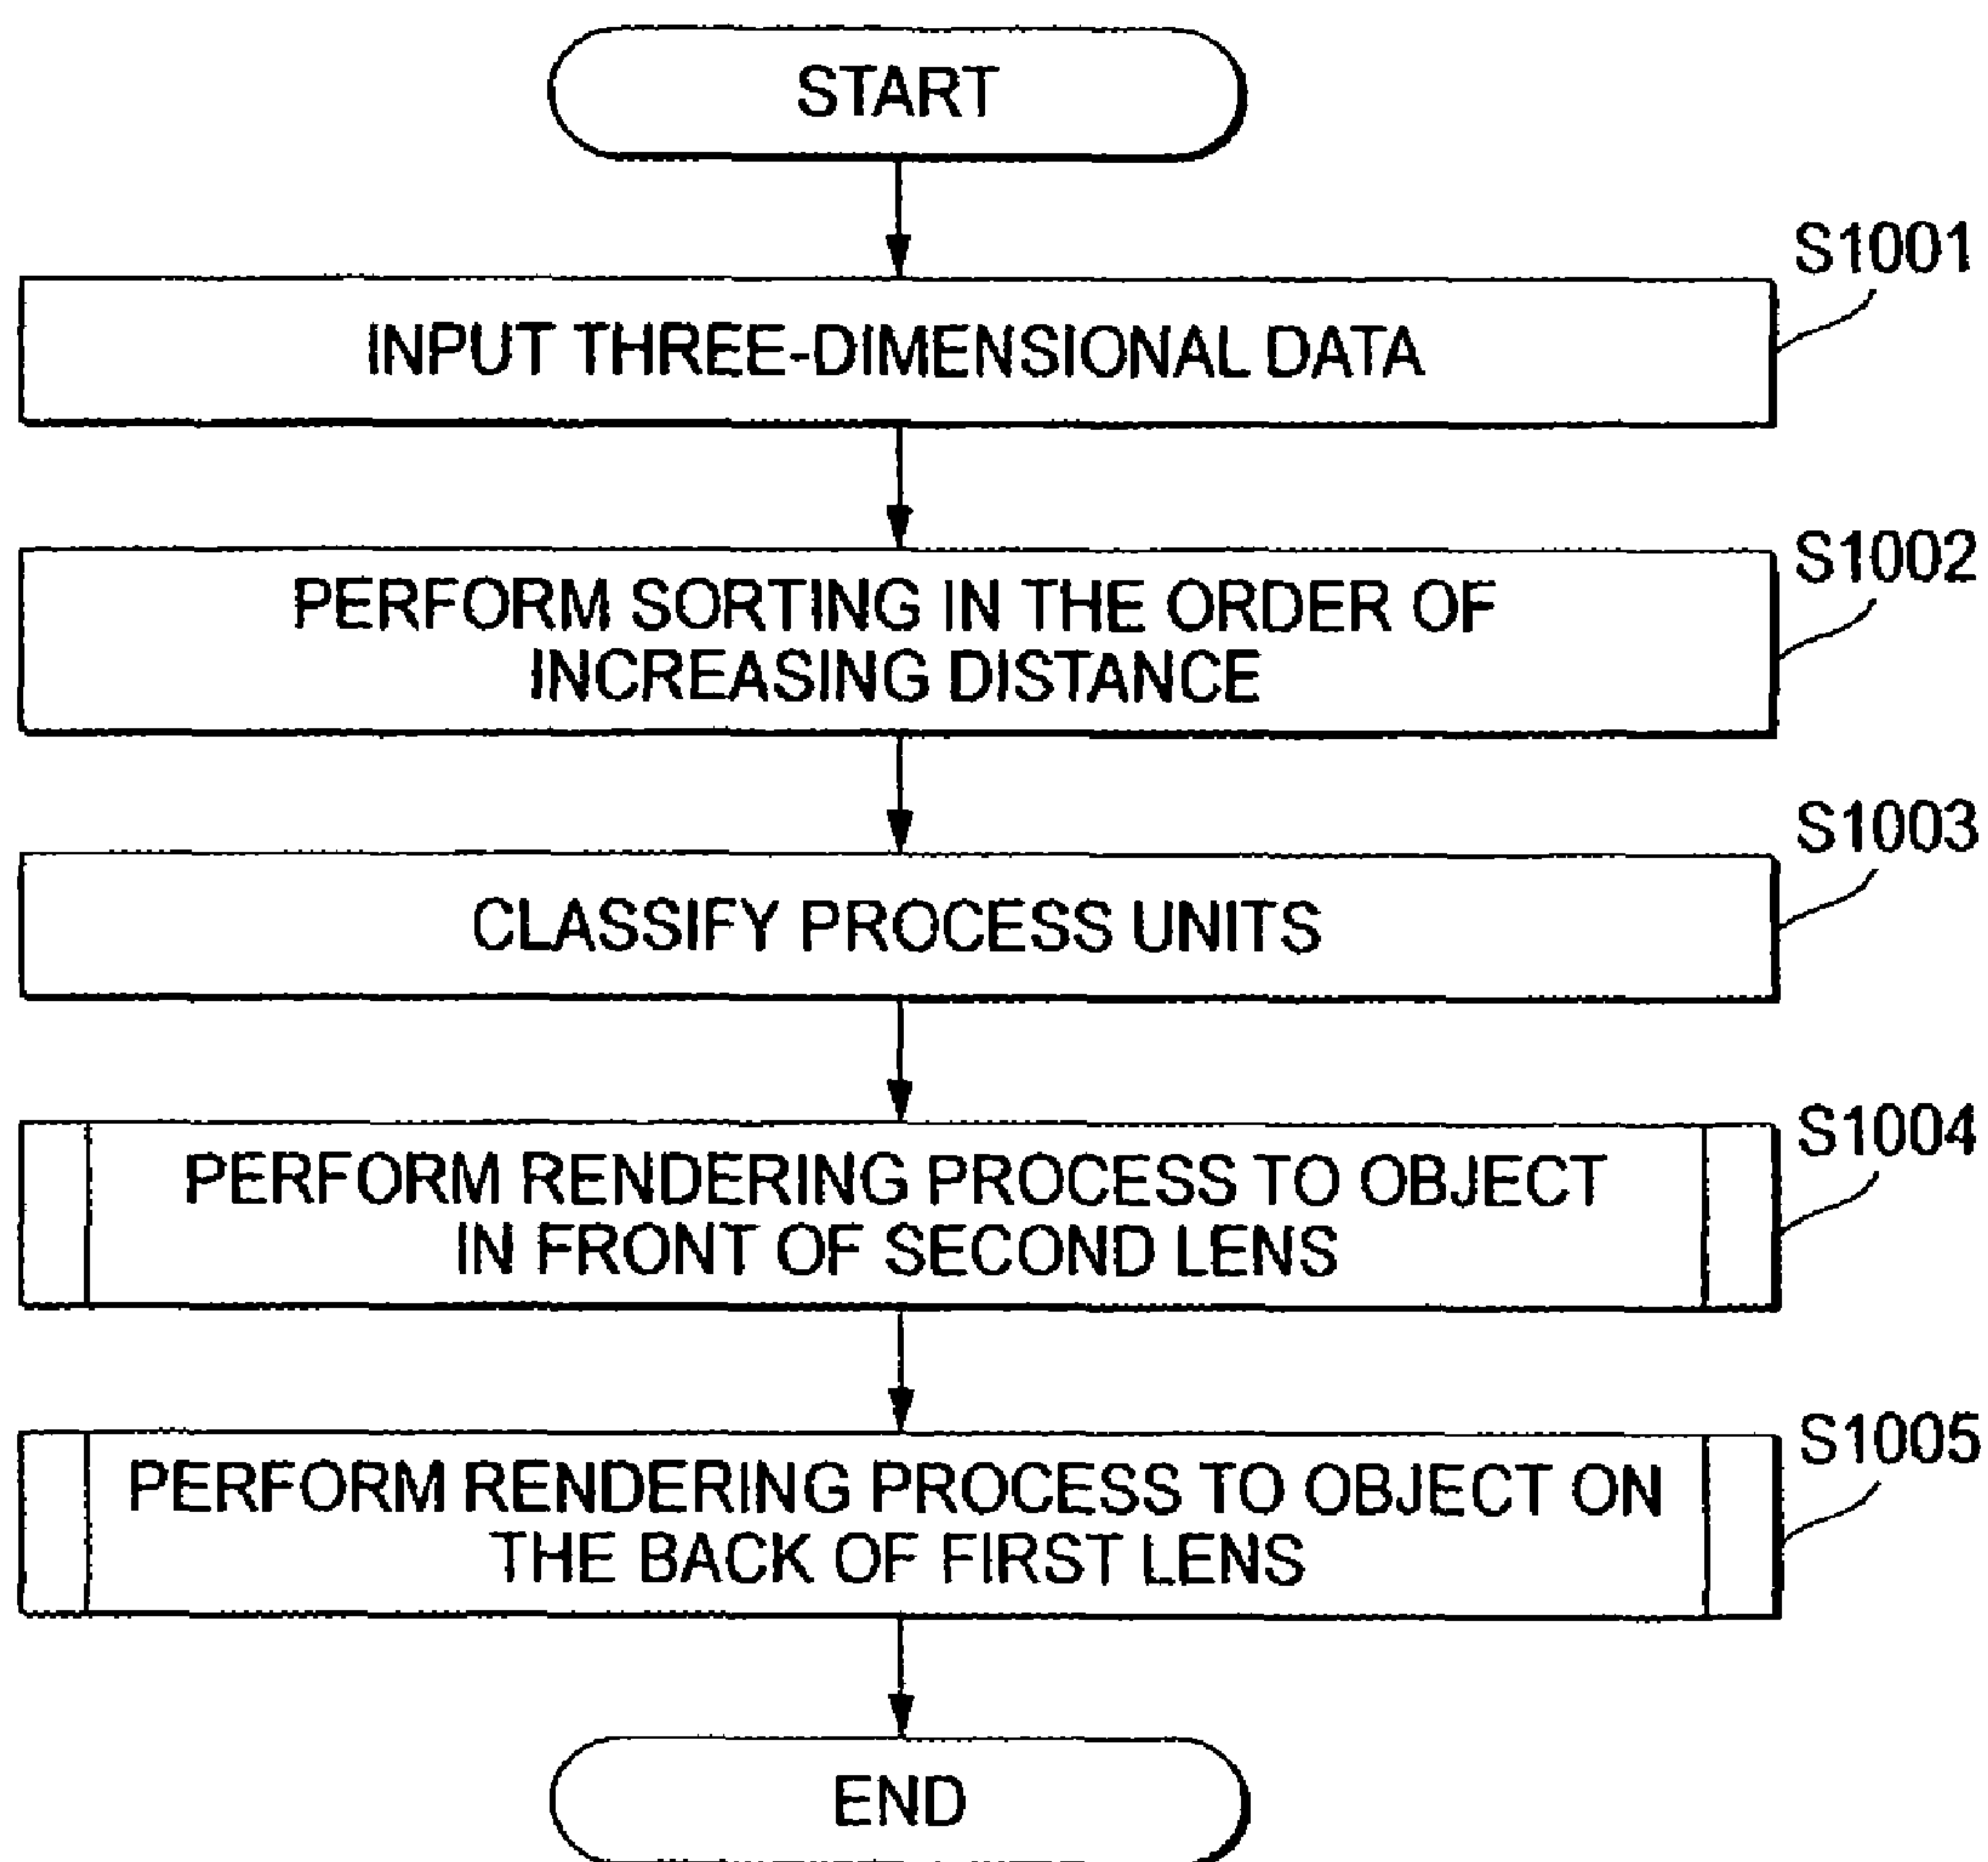 START
S1001
INPUT THREE-DIMENSIONAL DATA
S1002
PERFORM SORTING IN THE ORDER OF
INCREASING DISTANCE
S1003
CLASSIFY PROCESS UNITS
S1004
PERFORM RENDERING PROCESS TO OBJECT
IN FRONT OF SECOND LENS
S1005
PERFORM RENDERING PROCESS TO OBJECT ON
THE BACK OF FIRST LENS
END